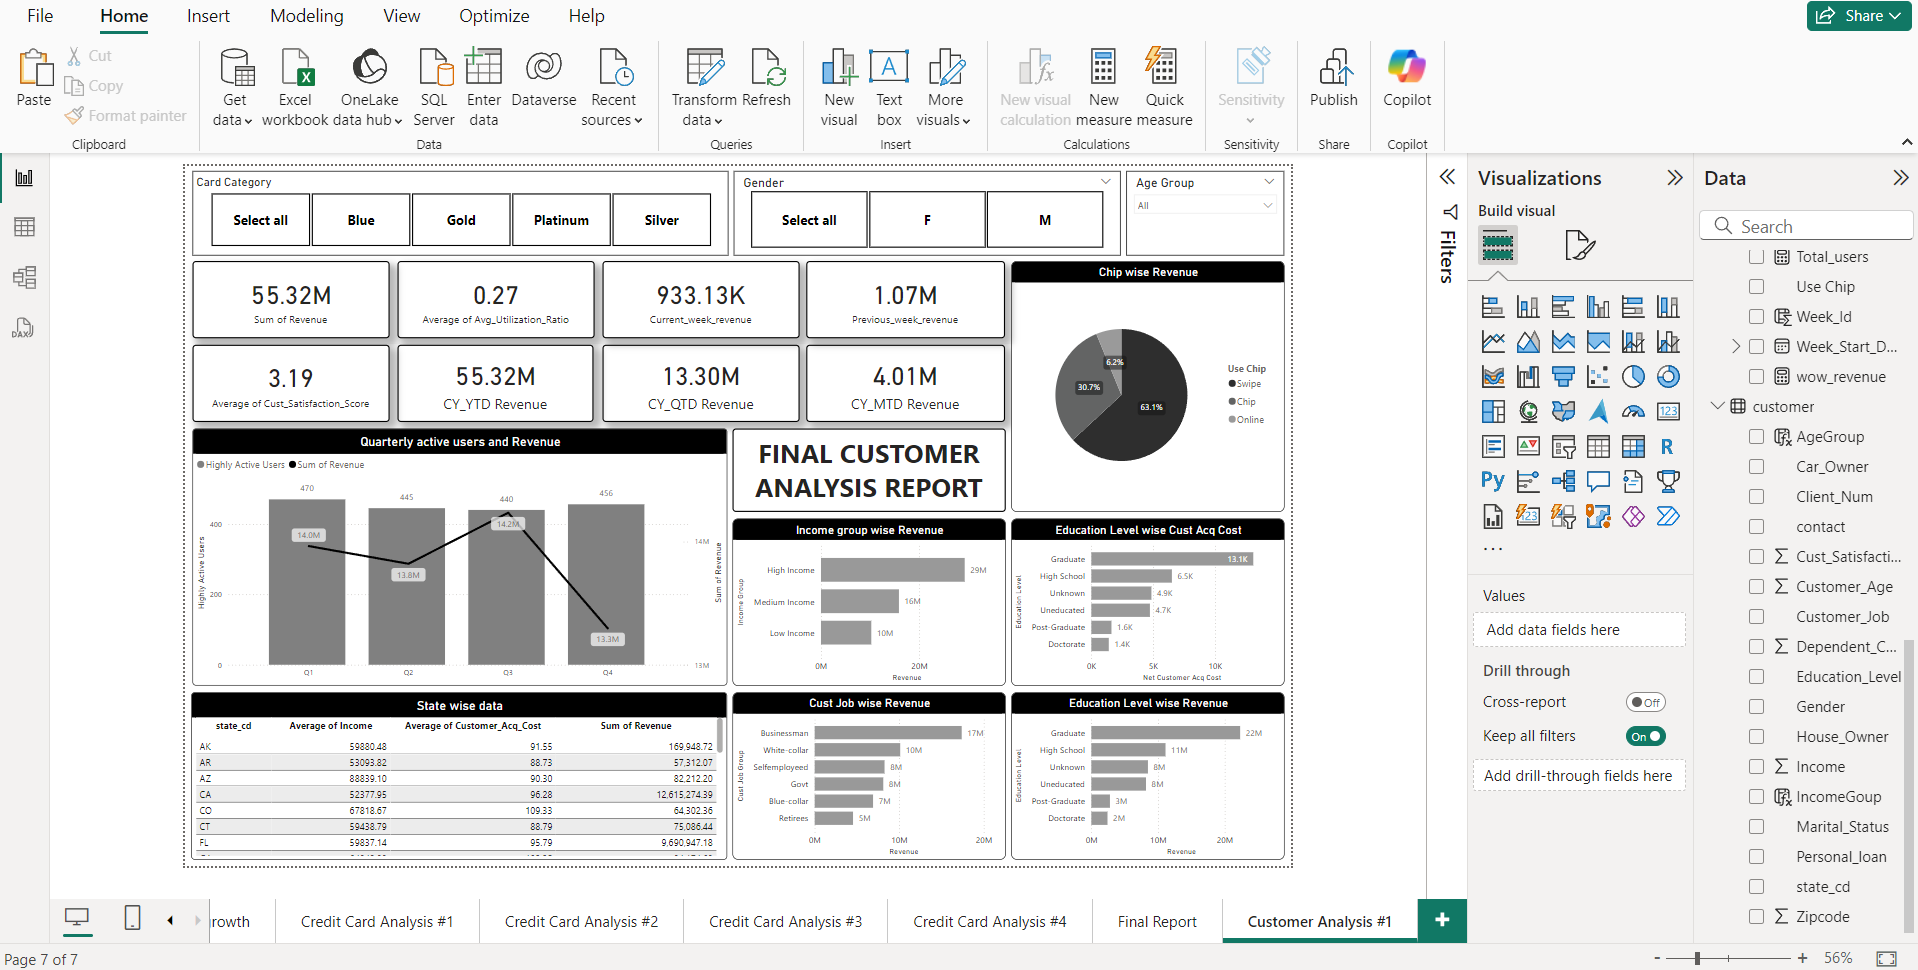 File Home Insert Modeling View Optimize Help Share
Paste
Cut
Copy
Format painter
Clipboard
Get data
Excel workbook
OneLake data hub
SQL Server
Enter data
Dataverse
Recent sources
Data
Transform data
Refresh
Queries
New visual
Text box
More visuals
Insert
New visual calculation
New measure
Quick measure
Calculations
Sensitivity
Sensitivity
Publish
Share
Copilot
Copilot
Card Category
Select all Blue Gold Platinum Silver
Gender
Select all F M
Age Group
All
55.32M
Sum of Revenue
0.27
Average of Avg_Utilization_Ratio
933.13K
Current_week_revenue
1.07M
Previous_week_revenue
3.19
Average of Cust_Satisfaction_Score
55.32M
CY_YTD Revenue
13.30M
CY_QTD Revenue
4.01M
CY_MTD Revenue
Chip wise Revenue
6.2%
30.7%
63.1%
Use Chip
Swipe
Chip
Online
Quarterly active users and Revenue
Highly Active Users Sum of Revenue
470 445 440 456
14.0M 13.8M 14.2M 13.3M
400
200
0
Highly Active Users
14M
13M
Sum of Revenue
Q1 Q2 Q3 Q4
FINAL CUSTOMER
ANALYSIS REPORT
Income group wise Revenue
Income Group
High Income 29M
Medium Income 16M
Low Income 10M
0M 20M
Revenue
Education Level wise Cust Acq Cost
Education Level
Graduate 13.1K
High School 6.5K
Unknown 4.9K
Uneducated 4.7K
Post-Graduate 1.6K
Doctorate 1.4K
0K 5K 10K
Net Customer Acq Cost
State wise data
state_cd Average of Income Average of Customer_Acq_Cost Sum of Revenue
AK 59880.48 91.55 169,948.72
AR 53093.82 88.73 57,312.07
AZ 88839.10 90.30 82,212.20
CA 52377.95 96.28 12,615,274.39
CO 67818.67 109.33 64,302.36
CT 59438.79 88.79 75,086.44
FL 59837.14 95.79 9,690,947.18
Cust Job wise Revenue
Cust Job Group
Businessman 17M
White-collar 10M
Selfemployeed 8M
Govt 8M
Blue-collar 7M
Retirees 5M
0M 10M 20M
Revenue
Education Level wise Revenue
Education Level
Graduate 22M
High School 11M
Unknown 8M
Uneducated 8M
Post-Graduate 3M
Doctorate 2M
0M 10M 20M
Revenue
Filters
Visualizations
Build visual
123
R
Py
123
Values
Add data fields here
Drill through
Cross-report Off
Keep all filters On
Add drill-through fields here
Data
Search
Total_users
Use Chip
Week_Id
Week_Start_D...
wow_revenue
customer
AgeGroup
Car_Owner
Client_Num
contact
Cust_Satisfacti...
Customer_Age
Customer_Job
Dependent_C...
Education_Level
Gender
House_Owner
Income
IncomeGoup
Marital_Status
Personal_loan
state_cd
Zipcode
rowth Credit Card Analysis #1 Credit Card Analysis #2 Credit Card Analysis #3 Credit Card Analysis #4 Final Report Customer Analysis #1
Page 7 of 7
56%